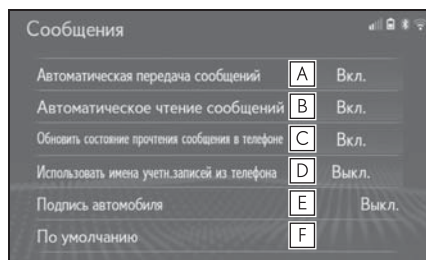 Сообщения
Автоматическая передача сообщений A Вкл.
Автоматическое чтение сообщений B Вкл.
Обновить состояние прочтения сообщения в телефоне C Вкл.
Использовать имена учетн.записей из телефона D Выкл.
Подпись автомобиля E Выкл.
По умолчанию F